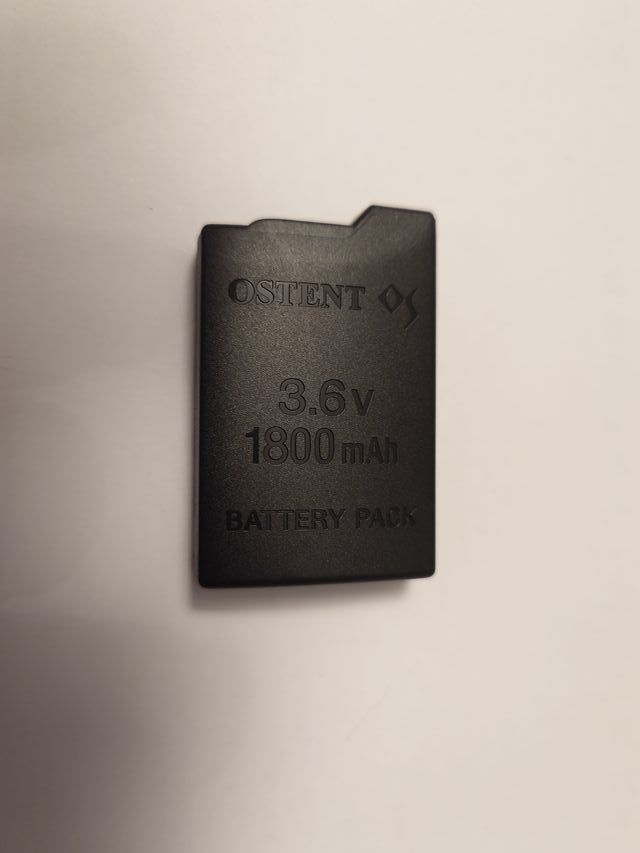 OSTENT OS
3.6V
1800mAh
BATTERY PACK